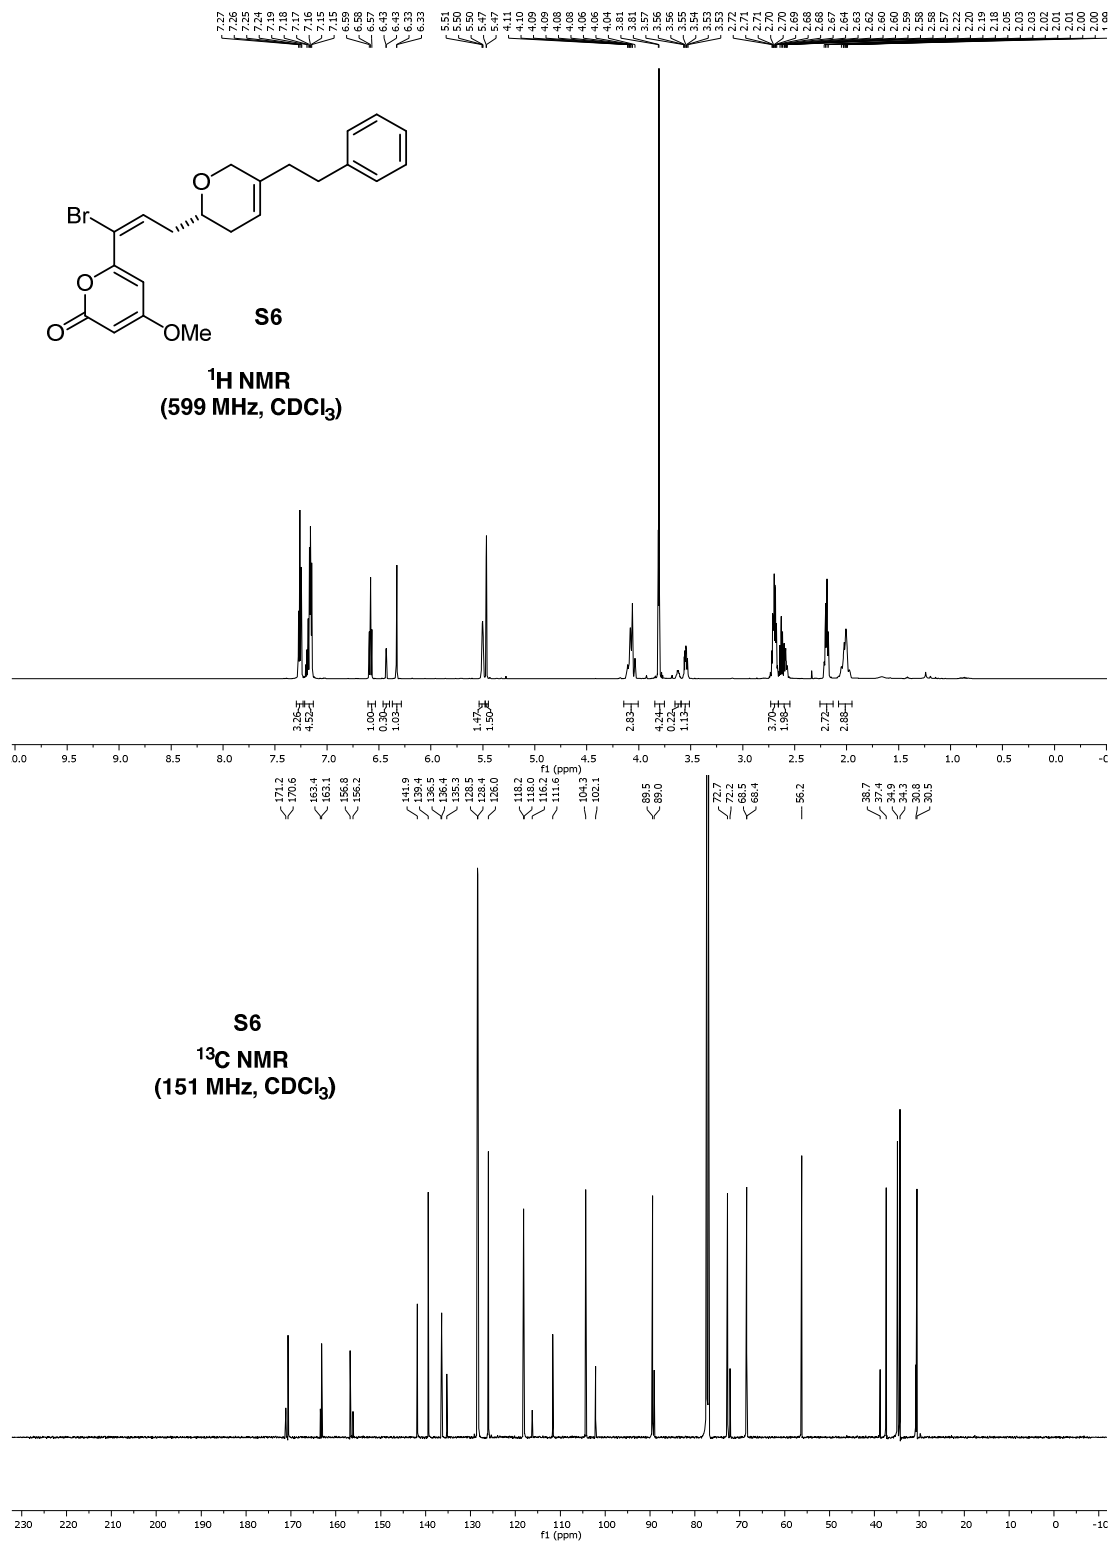 7.27 7.26 7.25 7.24 7.19 7.18 7.17 7.16 7.15 7.15 6.59 6.58 6.57 6.43 6.43 6.33 6.33 5.51 5.50 5.50 5.47 5.47 4.11 4.10 4.09 4.09 4.08 4.08 4.06 4.06 4.04 3.81 3.81 3.57 3.56 3.56 3.55 3.54 3.53 3.53 2.72 2.71 2.71 2.70 2.70 2.69 2.68 2.68 2.67 2.64 2.63 2.62 2.60 2.60 2.59 2.58 2.58 2.57 2.22 2.20 2.19 2.18 2.05 2.03 2.03 2.02 2.01 2.01 2.00 2.00
O
Br
O
O
OMe
S6
¹H NMR
(599 MHz, CDCl₃)
3.26 4.52 1.00 0.30 1.03 1.47 1.50 2.83 4.24 0.22 1.13 3.70 1.98 2.72 2.88
0.0 9.5 9.0 8.5 8.0 7.5 7.0 6.5 6.0 5.5 5.0 4.5 4.0 3.5 3.0 2.5 2.0 1.5 1.0 0.5 -0
f1 (ppm)
171.2 170.6 163.4 163.1 156.8 156.2 141.9 139.4 136.5 136.4 135.3 128.5 128.4 126.0 118.2 118.0 116.2 111.6 104.3 102.1 89.5 89.0 72.7 72.2 68.5 68.4 56.2 38.7 37.4 34.9 34.3 30.8 30.5
S6
¹³C NMR
(151 MHz, CDCl₃)
230 220 210 200 190 180 170 160 150 140 130 120 110 100 90 80 70 60 50 40 30 20 10 0 -10
f1 (ppm)